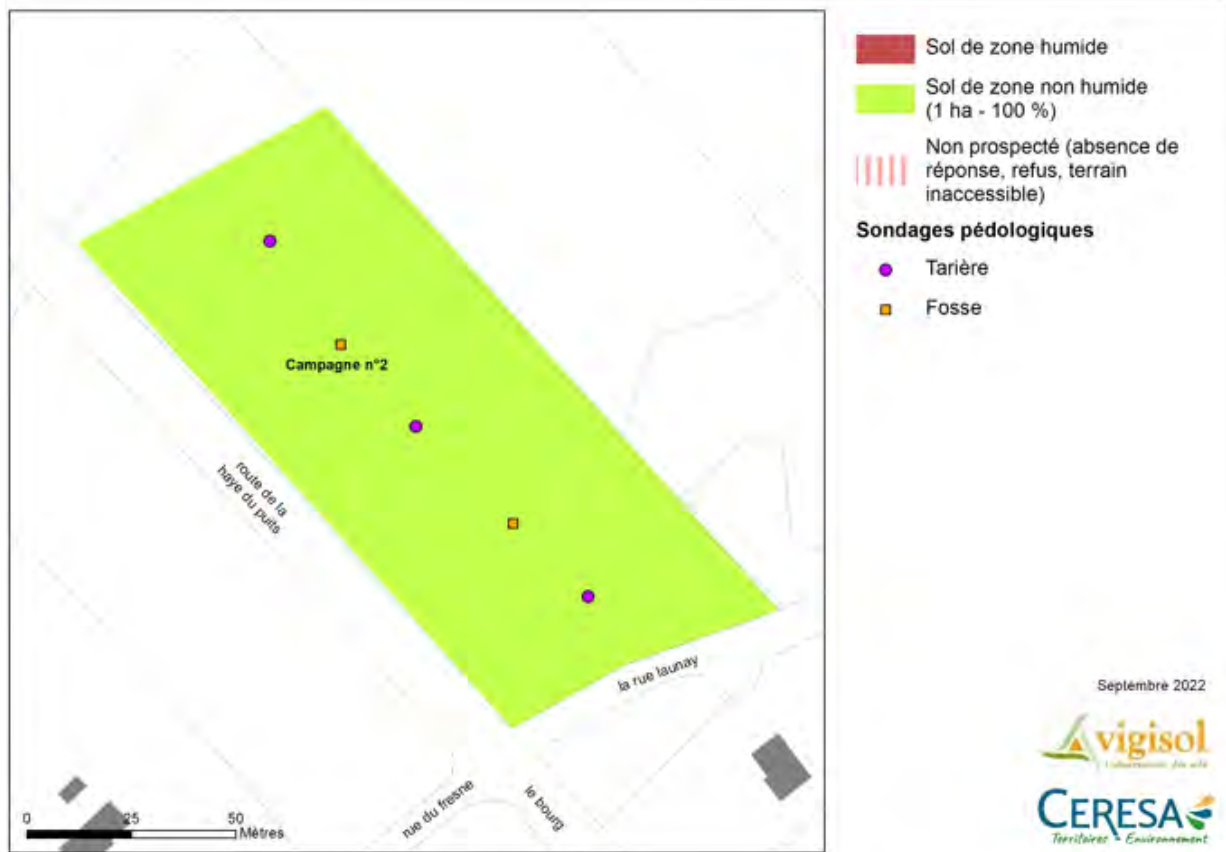 Sol de zone humide
Sol de zone non humide
(1 ha - 100 %)
Non prospecté (absence de
réponse, refus, terrain
inaccessible)
Sondages pédologiques
Tarière
Fosse
Campagne n°2
route de la
haye du puits
la rue launay
rue du fresne
le bourg
0 25 50
Mètres
Septembre 2022
vigisol
CERESA
Territoires & Environnement